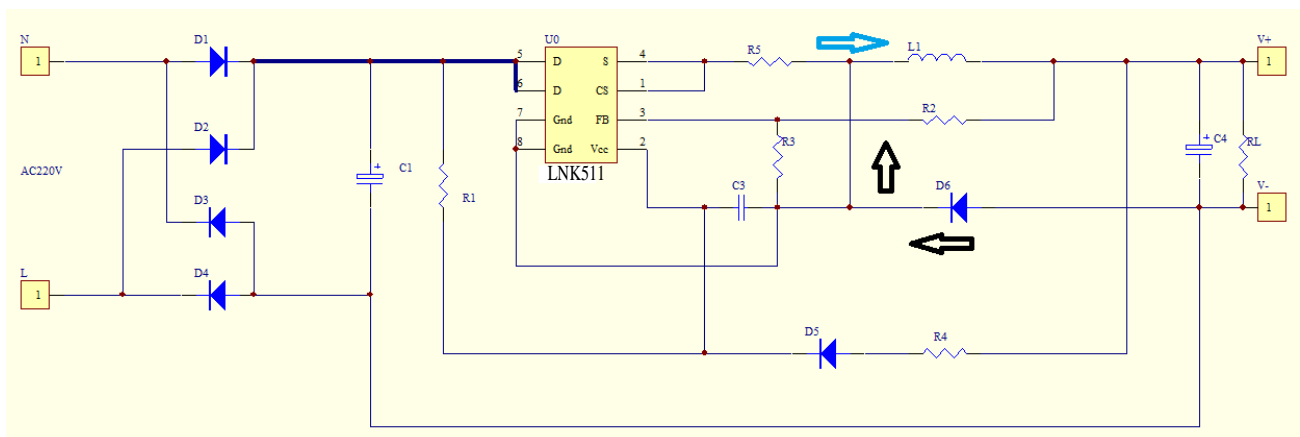 N
1
D1
D2
AC220V
D3
L
D4
1
C1
+
R1
U0
5 D S 4
6 D CS 1
7 Gnd FB 3
8 Gnd Vcc 2
LNK511
R5
L1
R2
R3
C3
D6
D5
R4
V+
1
+
C4
RL
V-
1